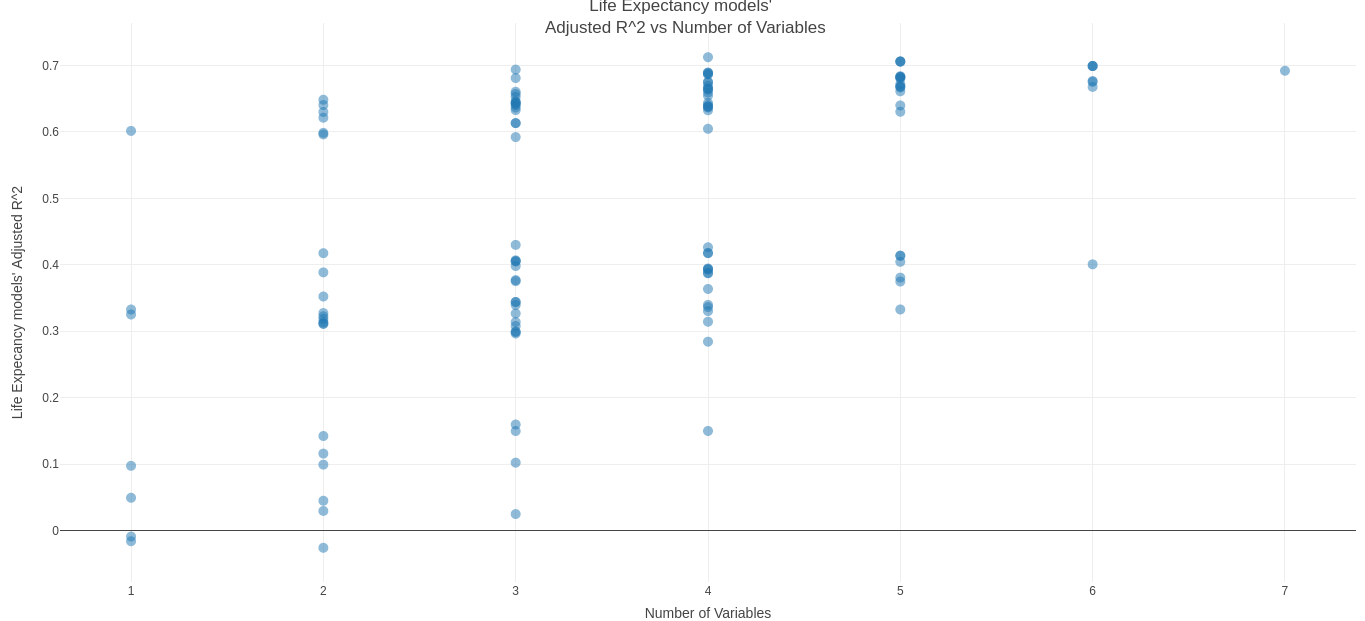 Life Expectancy models'
Adjusted R^2 vs Number of Variables
Life Expecancy models' Adjusted R^2
0.7
0.6
0.5
0.4
0.3
0.2
0.1
0
1 2 3 4 5 6 7
Number of Variables